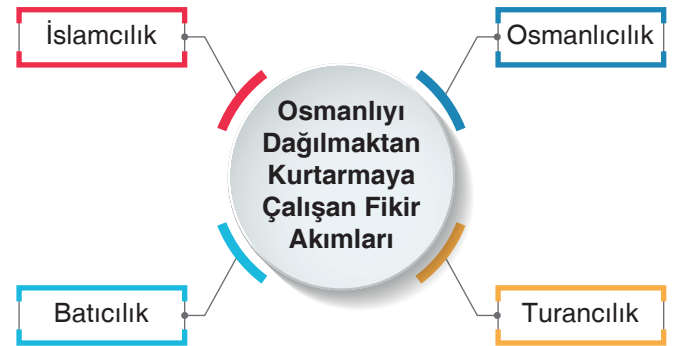 İslamcılık
Osmanlıcılık
Osmanlıyı
Dağılmaktan
Kurtarmaya
Çalışan Fikir
Akımları
Batıcılık
Turancılık